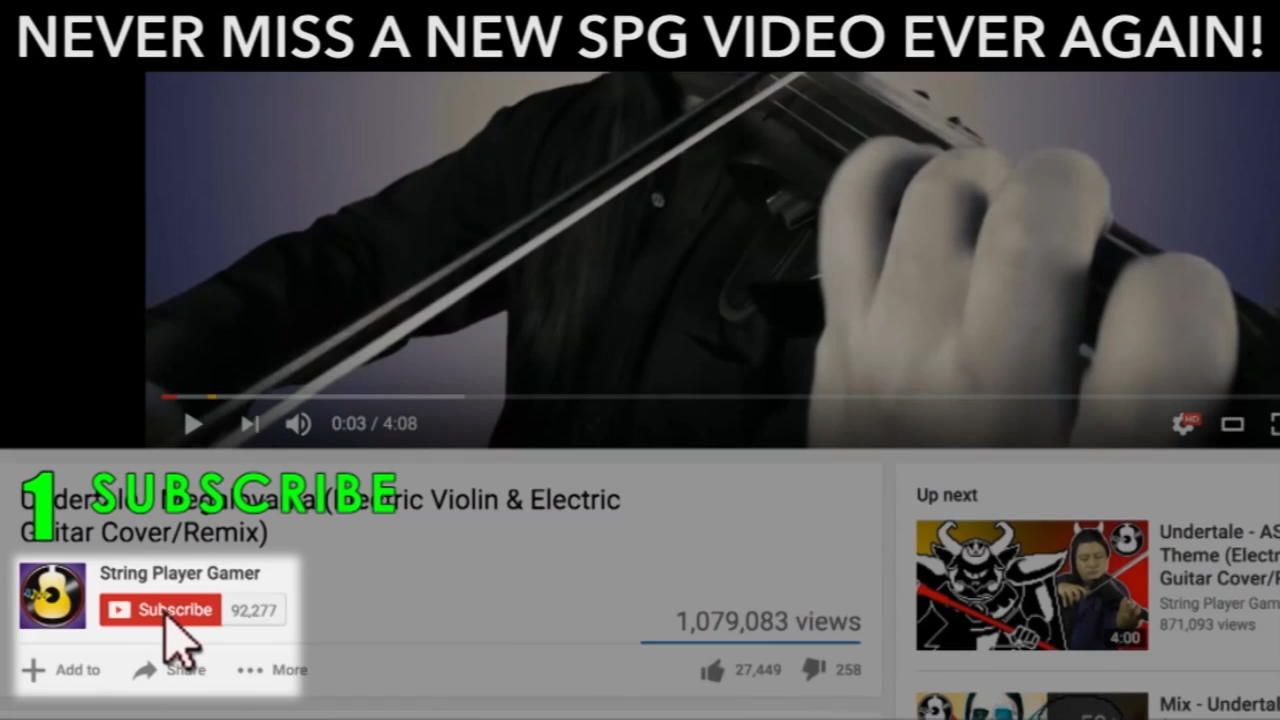 NEVER MISS A NEW SPG VIDEO EVER AGAIN!
0:03 / 4:08
HD
1 SUBSCRIBE
Electric Violin & Electric
Guitar Cover/Remix)
String Player Gamer
Subscribe 92,277
1,079,083 views
Add to Share More
27,449 258
Up next
Undertale - AS
Theme (Electr
Guitar Cover/R
String Player Gam
871,093 views
4:00
Mix - Undertal